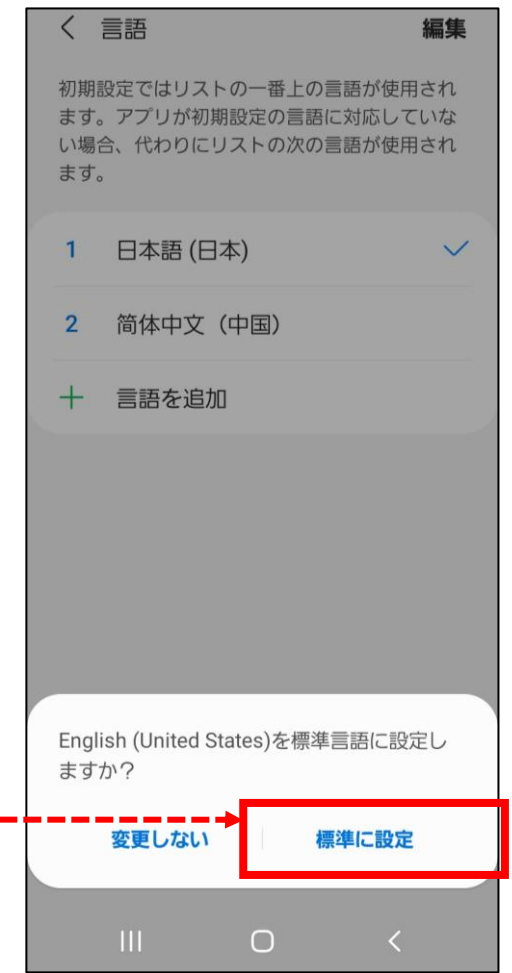 言語 編集
初期設定ではリストの一番上の言語が使用され
ます。アプリが初期設定の言語に対応していな
い場合、代わりにリストの次の言語が使用され
ます。
1 日本語 (日本)
2 简体中文（中国）
言語を追加
English (United States)を標準言語に設定し
ますか？
変更しない 標準に設定